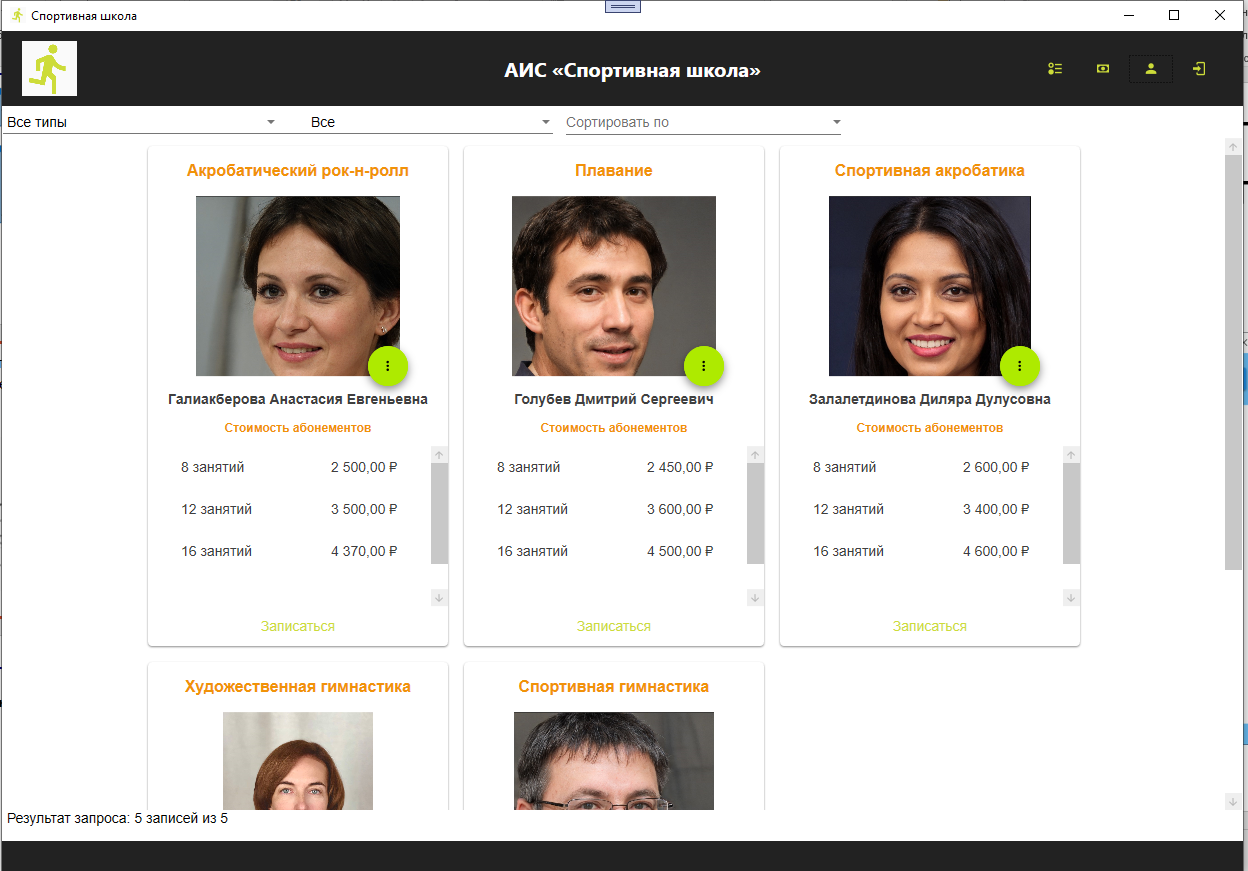 Спортивная школа
АИС «Спортивная школа»
Все типы
Все
Сортировать по
Акробатический рок-н-ролл
Плавание
Спортивная акробатика
Галиакберова Анастасия Евгеньевна
Голубев Дмитрий Сергеевич
Залалетдинова Диляра Дулусовна
Стоимость абонементов
Стоимость абонементов
Стоимость абонементов
8 занятий 2 500,00 ₽
8 занятий 2 450,00 ₽
8 занятий 2 600,00 ₽
12 занятий 3 500,00 ₽
12 занятий 3 600,00 ₽
12 занятий 3 400,00 ₽
16 занятий 4 370,00 ₽
16 занятий 4 500,00 ₽
16 занятий 4 600,00 ₽
Записаться
Записаться
Записаться
Художественная гимнастика
Спортивная гимнастика
Результат запроса: 5 записей из 5